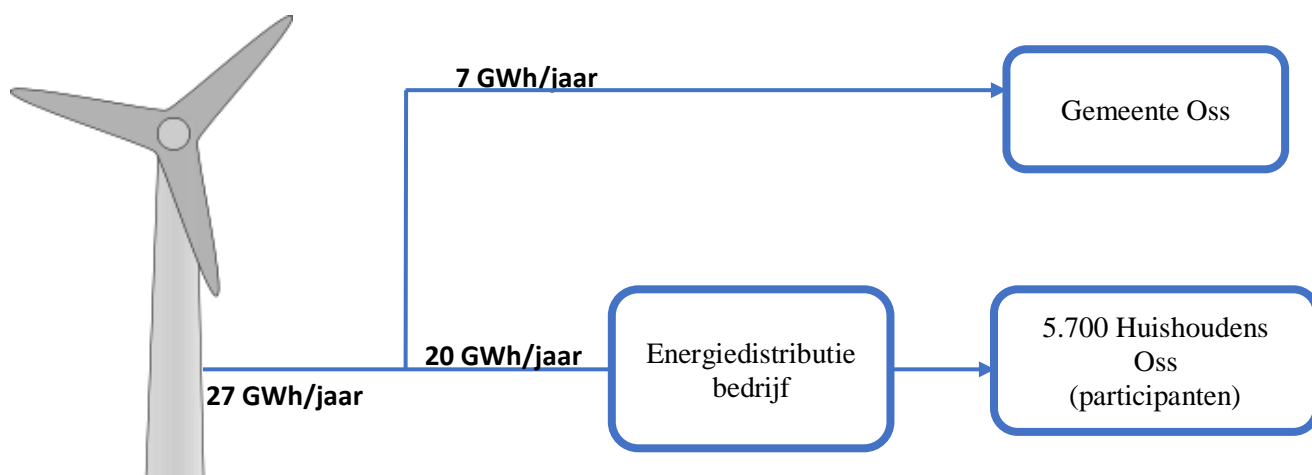 7 GWh/jaar
Gemeente Oss
20 GWh/jaar
27 GWh/jaar
Energiedistributie
bedrijf
5.700 Huishoudens
Oss
(participanten)